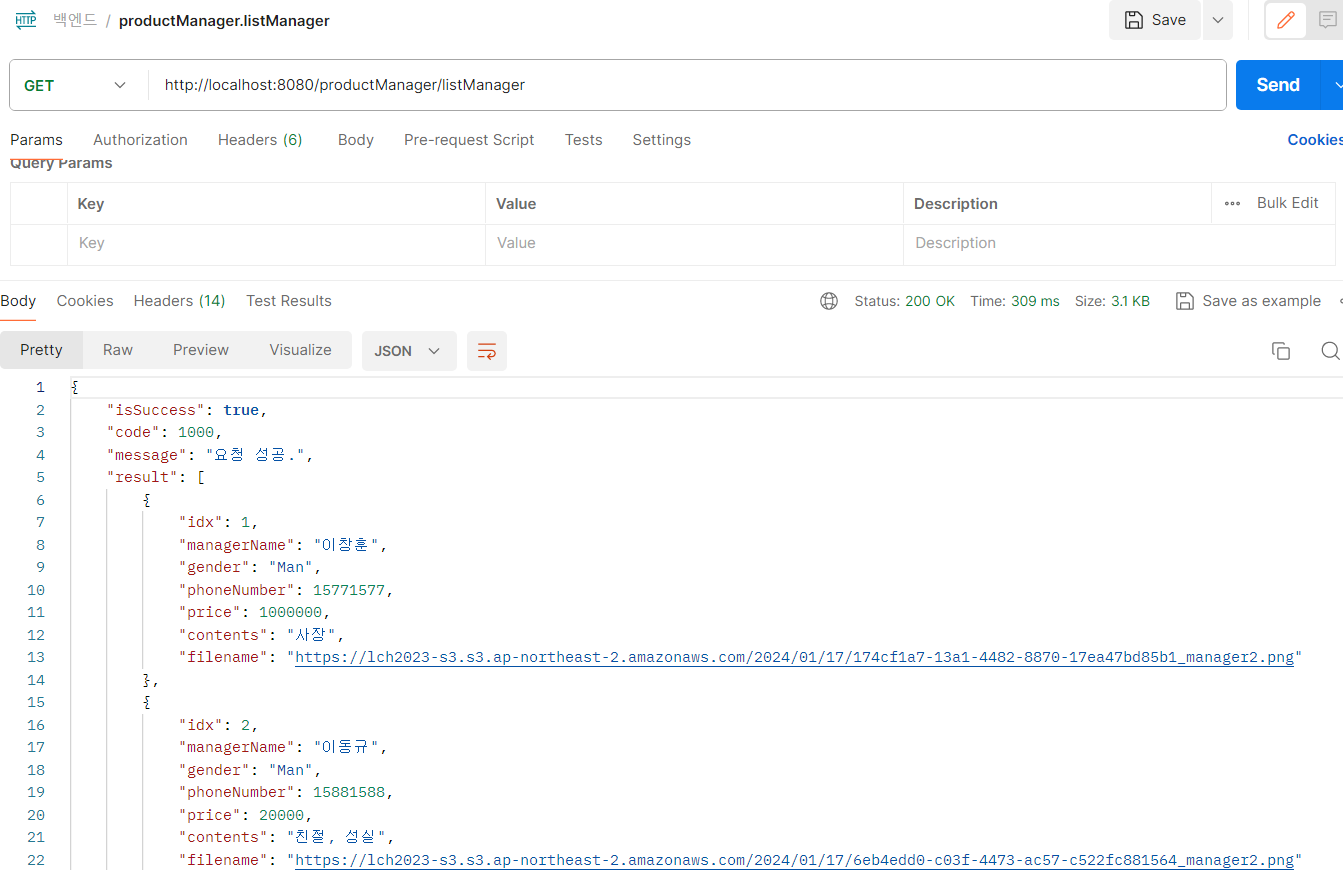 HTTP 백엔드 / productManager.listManager Save
GET http://localhost:8080/productManager/listManager Send
Params Authorization Headers (6) Body Pre-request Script Tests Settings Cookies
Query Params
Key Value Description Bulk Edit
Key Value Description
Body Cookies Headers (14) Test Results Status: 200 OK Time: 309 ms Size: 3.1 KB Save as example
Pretty Raw Preview Visualize JSON
1 {
2 "isSuccess": true,
3 "code": 1000,
4 "message": "요청 성공.",
5 "result": [
6 {
7 "idx": 1,
8 "managerName": "이창훈",
9 "gender": "Man",
10 "phoneNumber": 15771577,
11 "price": 1000000,
12 "contents": "사장",
13 "filename": "https://lch2023-s3.s3.ap-northeast-2.amazonaws.com/2024/01/17/174cf1a7-13a1-4482-8870-17ea47bd85b1_manager2.png"
14 },
15 {
16 "idx": 2,
17 "managerName": "이동규",
18 "gender": "Man",
19 "phoneNumber": 15881588,
20 "price": 20000,
21 "contents": "친절, 성실",
22 "filename": "https://lch2023-s3.s3.ap-northeast-2.amazonaws.com/2024/01/17/6eb4edd0-c03f-4473-ac57-c522fc881564_manager2.png"